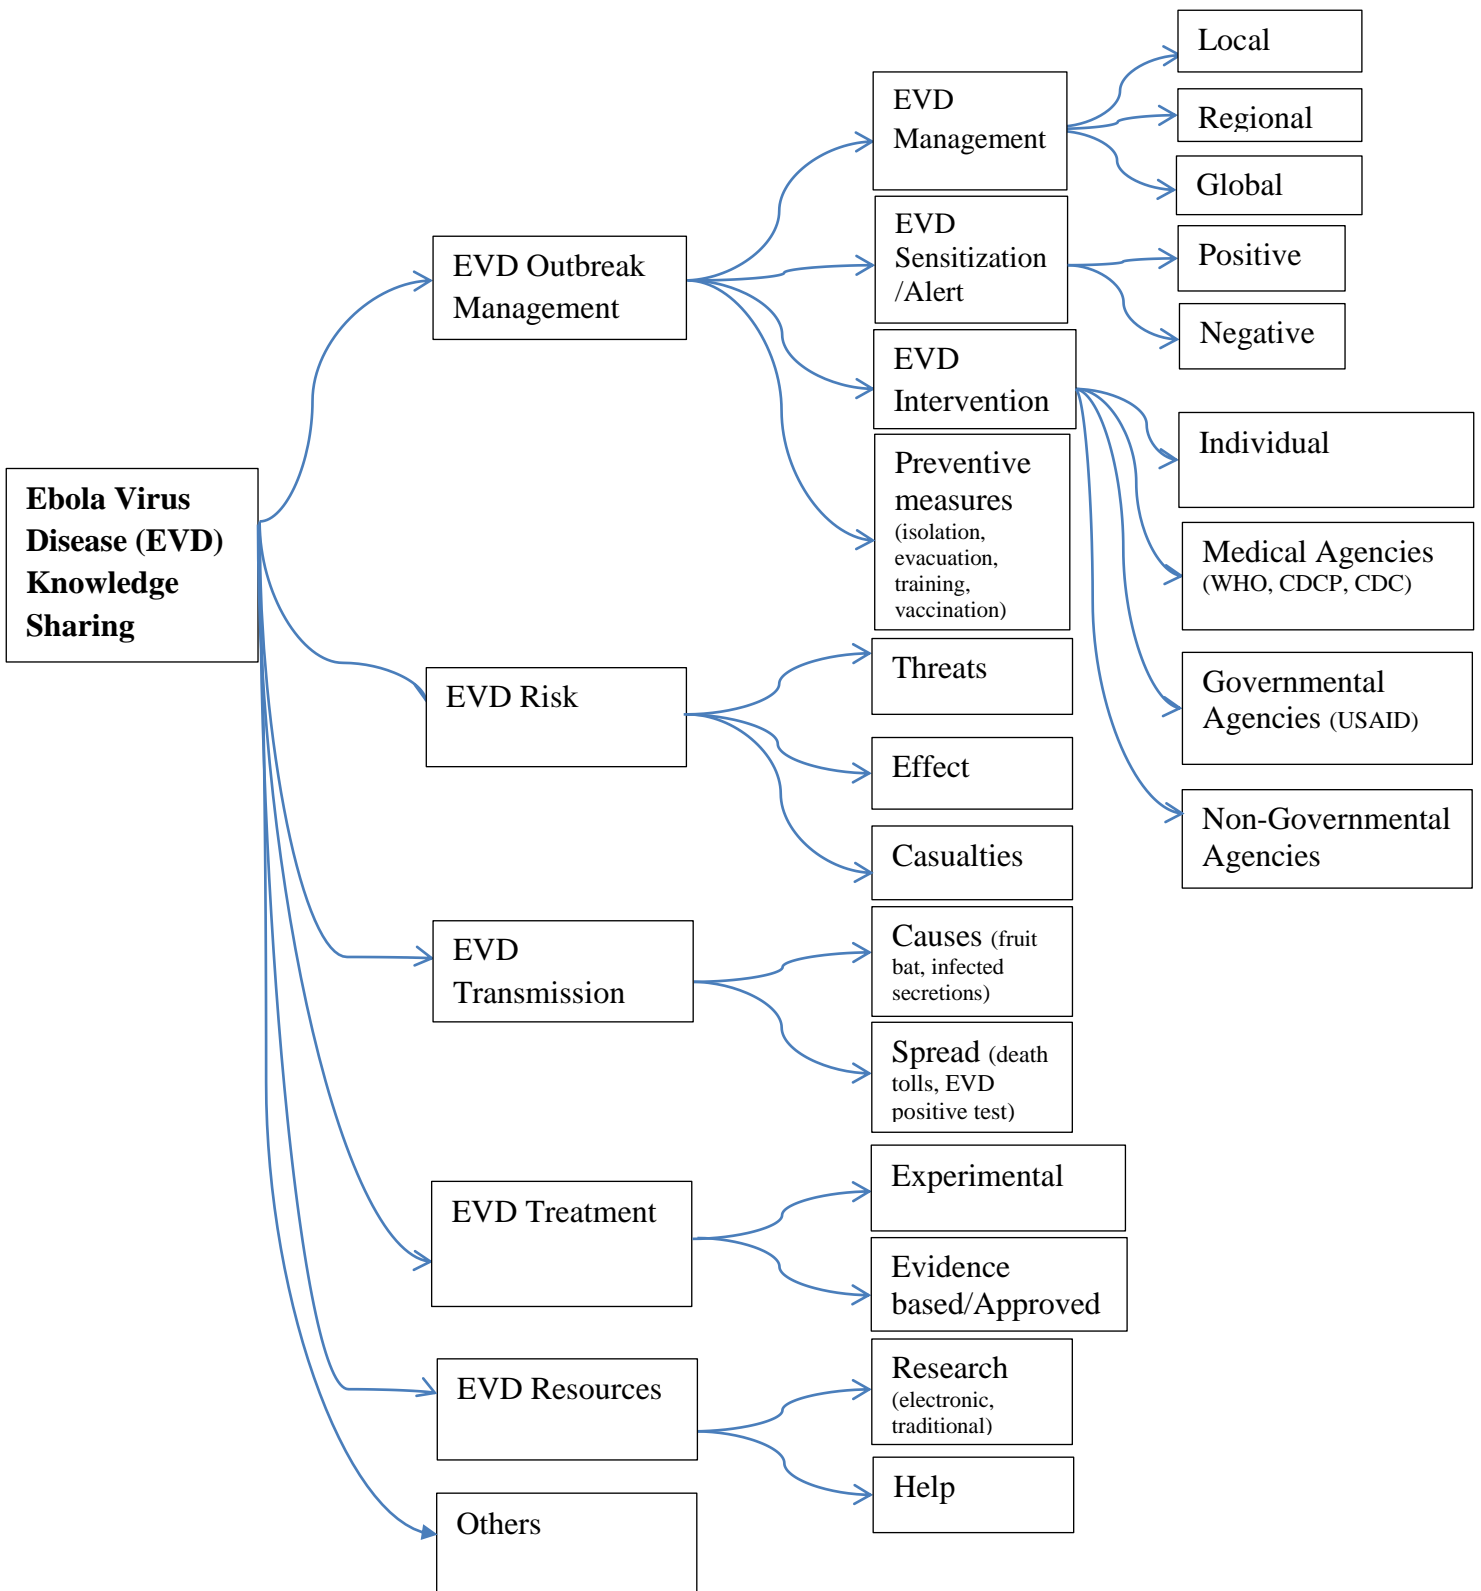 Ebola Virus
Disease (EVD)
Knowledge
Sharing
EVD Outbreak
Management
EVD
Management
Local
Regional
Global
EVD
Sensitization
/Alert
Positive
Negative
EVD
Intervention
Individual
Medical Agencies
(WHO, CDCP, CDC)
Governmental
Agencies (USAID)
Non-Governmental
Agencies
Preventive
measures
(isolation,
evacuation,
training,
vaccination)
EVD Risk
Threats
Effect
Casualties
EVD
Transmission
Causes (fruit
bat, infected
secretions)
Spread (death
tolls, EVD
positive test)
EVD Treatment
Experimental
Evidence
based/Approved
EVD Resources
Research
(electronic,
traditional)
Help
Others